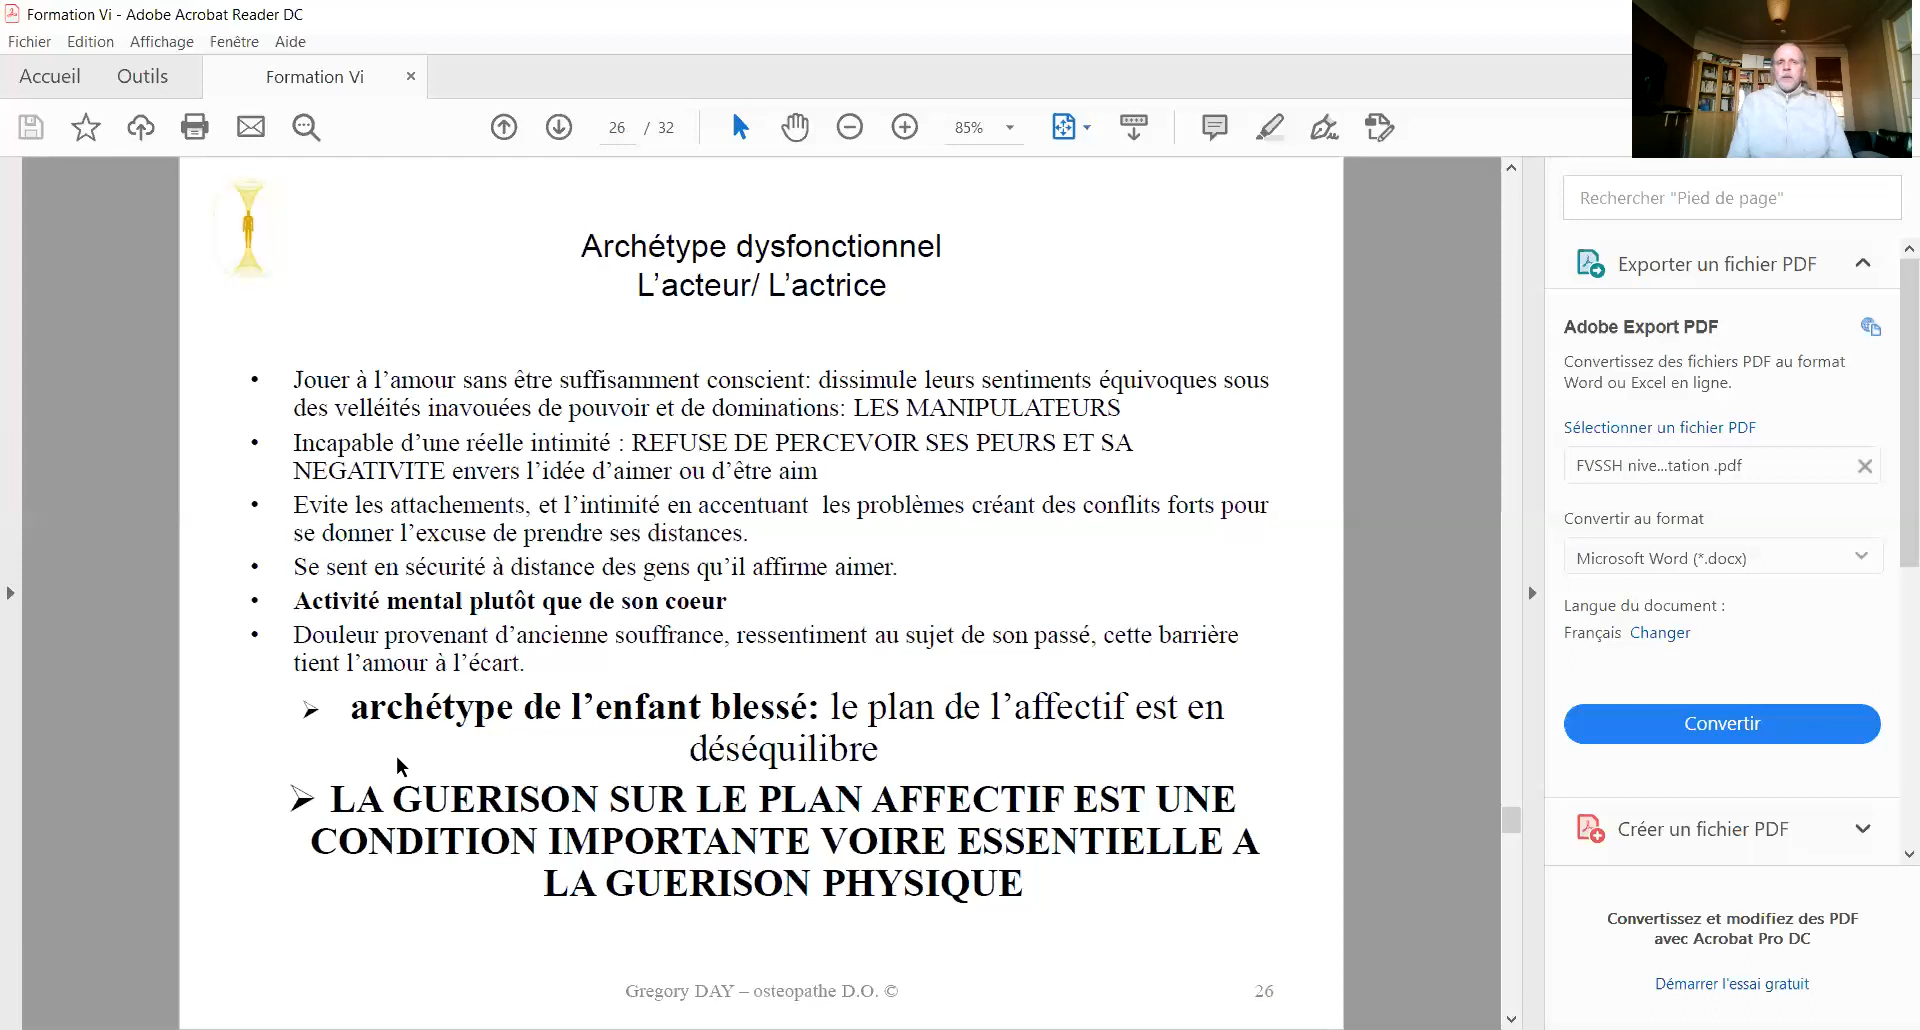 Formation Vi - Adobe Acrobat Reader DC
Fichier Edition Affichage Fenêtre Aide
Accueil Outils Formation Vi ×
26 / 32 85%
Rechercher "Pied de page"
Archétype dysfonctionnel
L’acteur/ L’actrice
• Jouer à l’amour sans être suffisamment conscient: dissimule leurs sentiments équivoques sous
des velléités inavouées de pouvoir et de dominations: LES MANIPULATEURS
• Incapable d’une réelle intimité : REFUSE DE PERCEVOIR SES PEURS ET SA
NEGATIVITE envers l’idée d’aimer ou d’être aim
• Evite les attachements, et l’intimité en accentuant les problèmes créant des conflits forts pour
se donner l’excuse de prendre ses distances.
• Se sent en sécurité à distance des gens qu’il affirme aimer.
• Activité mental plutôt que de son coeur
• Douleur provenant d’ancienne souffrance, ressentiment au sujet de son passé, cette barrière
tient l’amour à l’écart.
➢ archétype de l’enfant blessé: le plan de l’affectif est en
déséquilibre
➢ LA GUERISON SUR LE PLAN AFFECTIF EST UNE
CONDITION IMPORTANTE VOIRE ESSENTIELLE A
LA GUERISON PHYSIQUE
Gregory DAY – osteopathe D.O. © 26
Exporter un fichier PDF
Adobe Export PDF
Convertissez des fichiers PDF au format
Word ou Excel en ligne.
Sélectionner un fichier PDF
FVSSH nive...tation .pdf
Convertir au format
Microsoft Word (*.docx)
Langue du document :
Français Changer
Convertir
Créer un fichier PDF
Convertissez et modifiez des PDF
avec Acrobat Pro DC
Démarrer l'essai gratuit